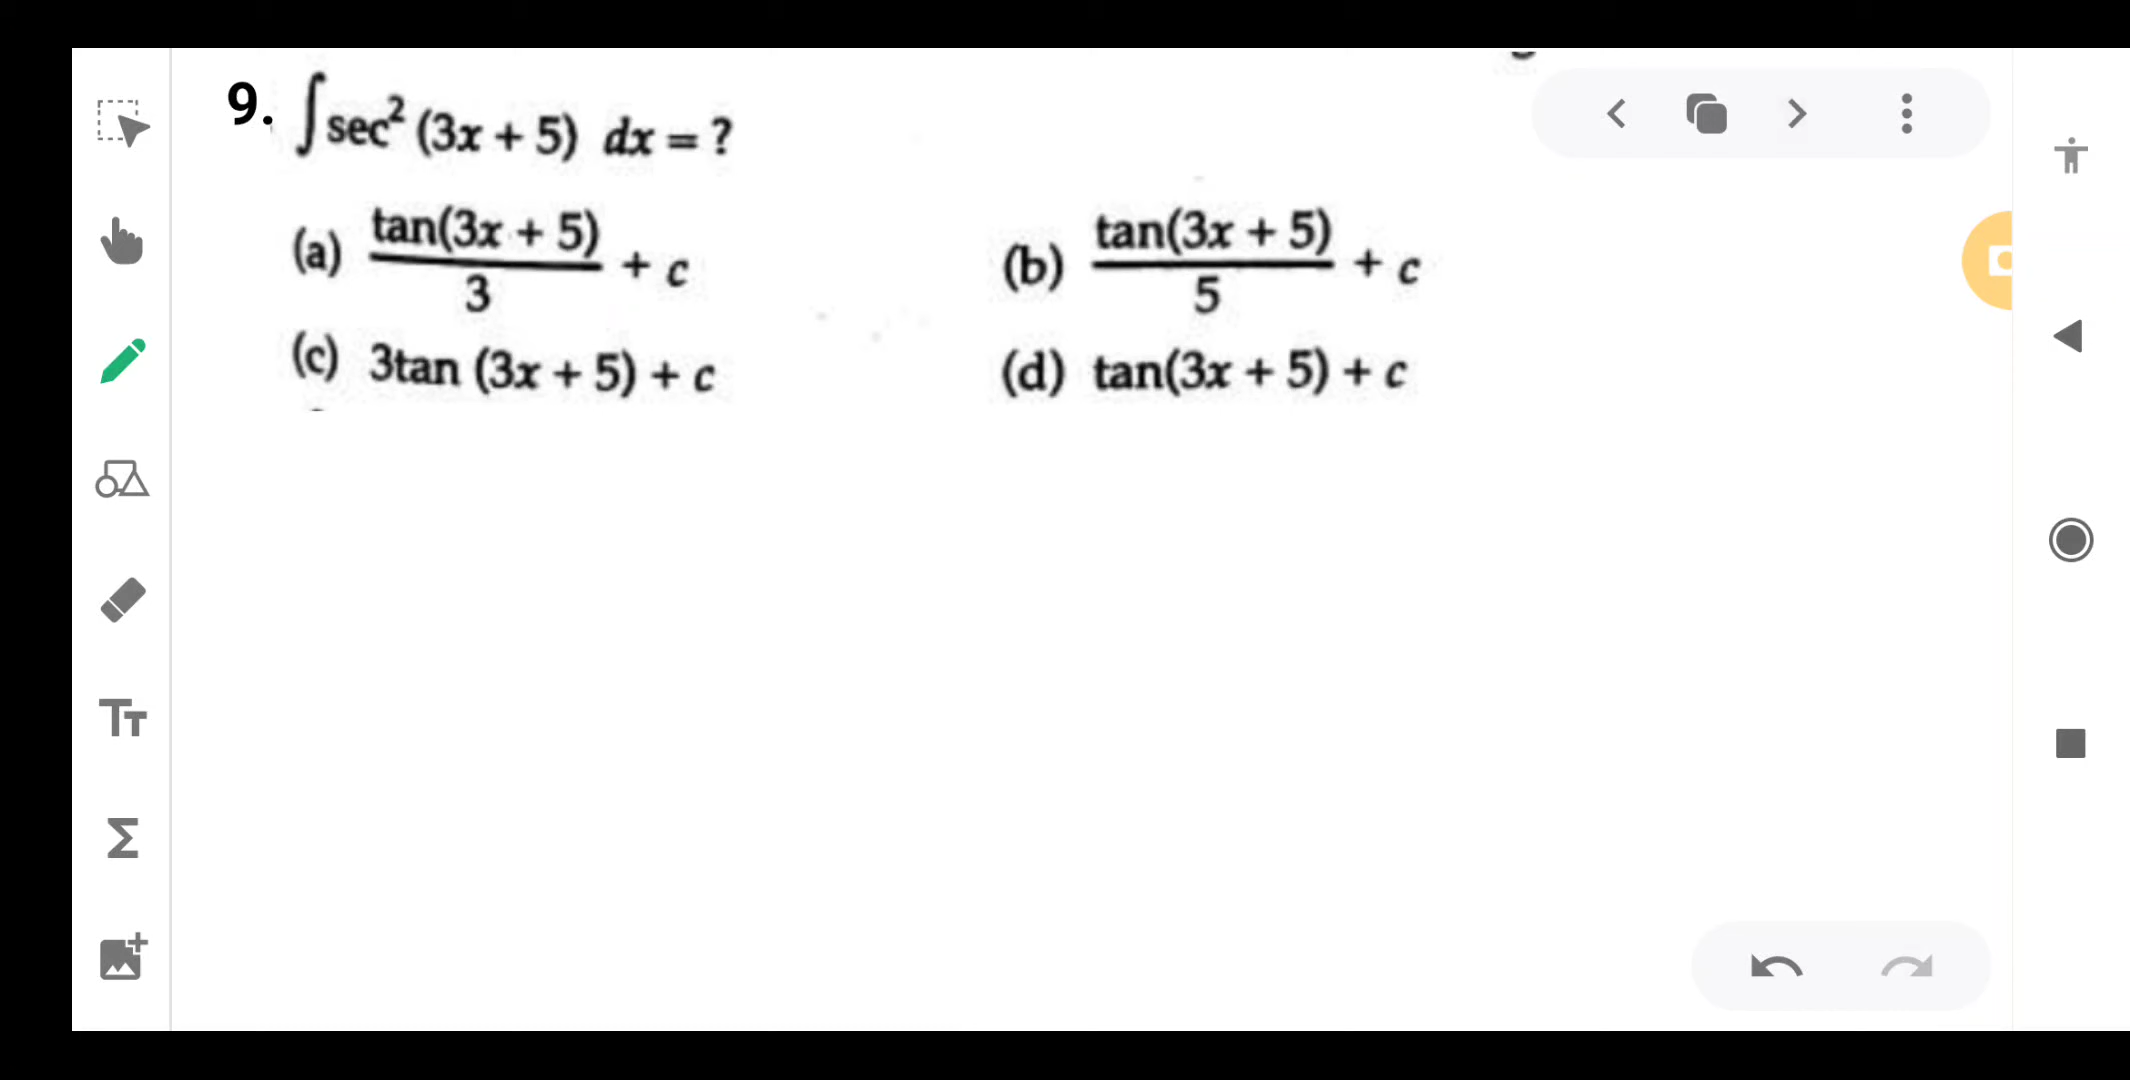 9. ∫sec² (3x + 5) dx = ?
(a) tan(3x + 5)/3 + c (b) tan(3x + 5)/5 + c
(c) 3tan (3x + 5) + c (d) tan(3x + 5) + c